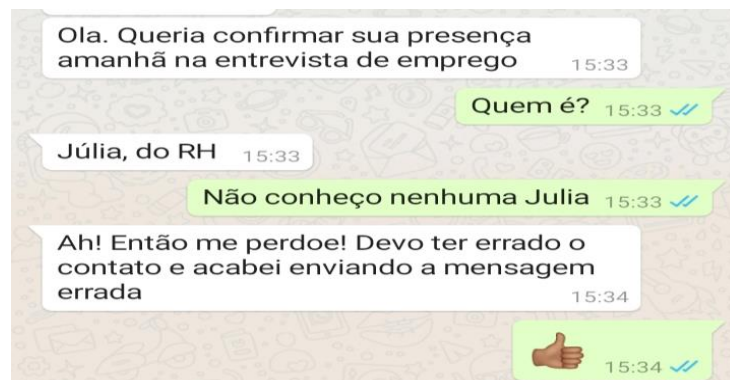 Ola. Queria confirmar sua presença
amanhã na entrevista de emprego 15:33
Quem é? 15:33
Júlia, do RH 15:33
Não conheço nenhuma Julia 15:33
Ah! Então me perdoe! Devo ter errado o
contato e acabei enviando a mensagem
errada 15:34
👍🏾 15:34